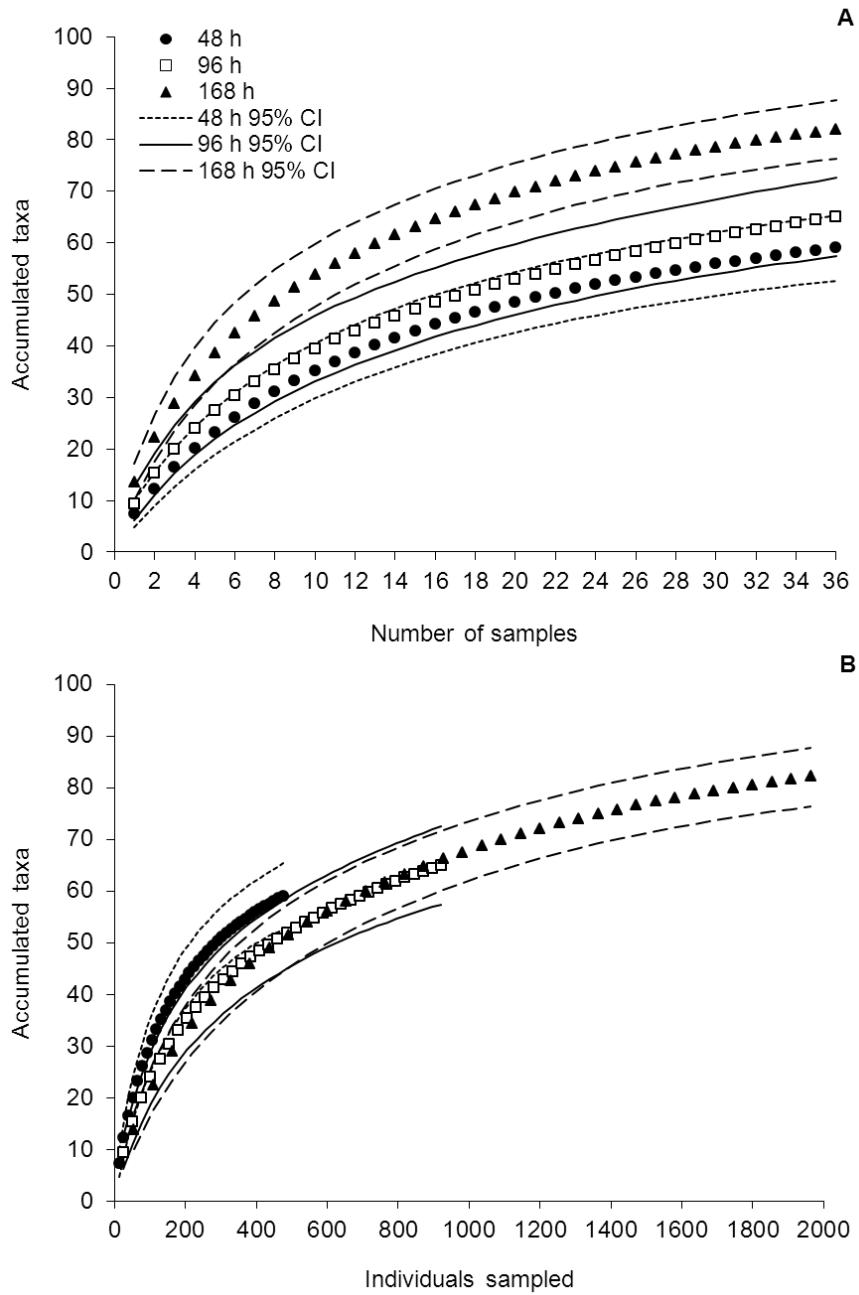 A
100
90
80
70
60
50
40
30
20
10
0
Accumulated taxa
48 h
96 h
168 h
48 h 95% CI
96 h 95% CI
168 h 95% CI
0 2 4 6 8 10 12 14 16 18 20 22 24 26 28 30 32 34 36
Number of samples
B
100
90
80
70
60
50
40
30
20
10
0
Accumulated taxa
0 200 400 600 800 1000 1200 1400 1600 1800 2000
Individuals sampled